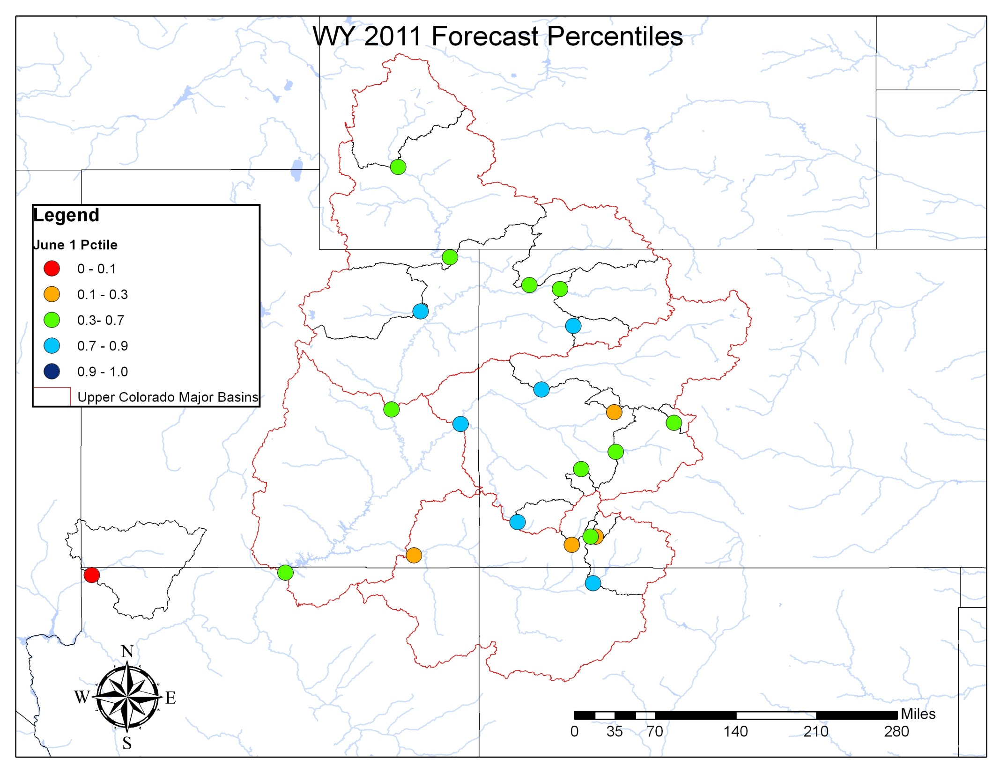 WY 2011 Forecast Percentiles
Legend
June 1 Pctile
0 - 0.1
0.1 - 0.3
0.3- 0.7
0.7 - 0.9
0.9 - 1.0
Upper Colorado Major Basins
N
W E
S
Miles
0 35 70 140 210 280